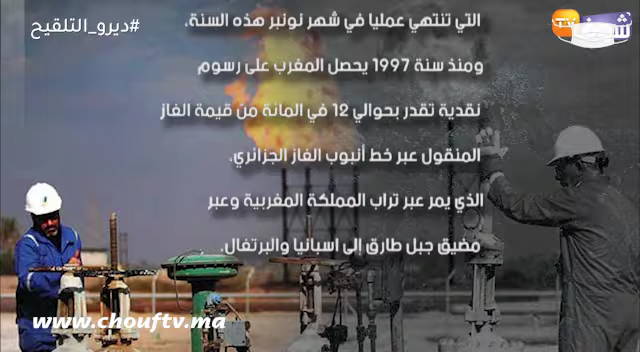 #ديرو_التلقيح
شوف TV
التي تنتهي عمليا في شهر نونبر هذه السنة،
ومنذ سنة 1997 يحصل المغرب على رسوم
نقدية تقدر بحوالي 12 في المائة من قيمة الغاز
المنقول عبر خط أنبوب الغاز الجزائري.
الذي يمر عبر تراب المملكة المغربية وعبر
مضيق جبل طارق إلى اسبانيا والبرتغال.
www.chouftv.ma